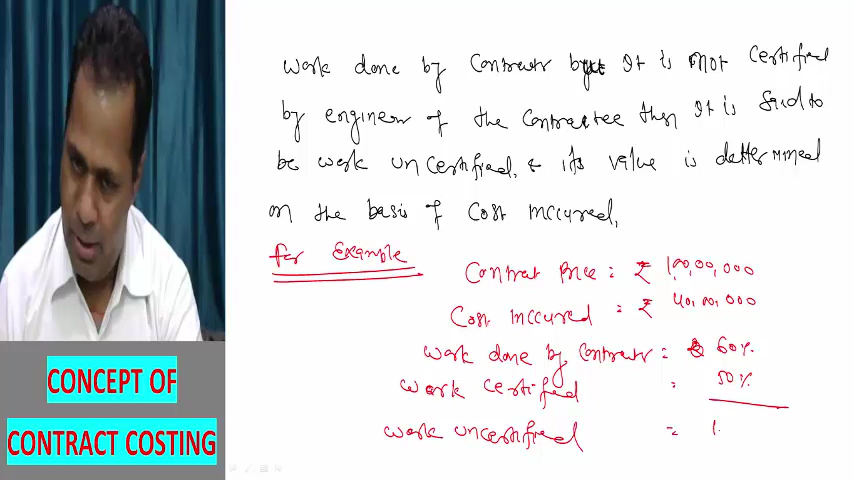 work done by Contractor but It is not Certified
by engineer of the Contractee then It is Said to
be work uncertified, & its value is determined
on the basis of Cost Incurred,
For Example
Contract Price = ₹ 1,00,00,000
Cost Incurred = ₹ 40,00,000
work done by Contractor = 60%
work certified = 50%
work uncertified = 1
CONCEPT OF
CONTRACT COSTING